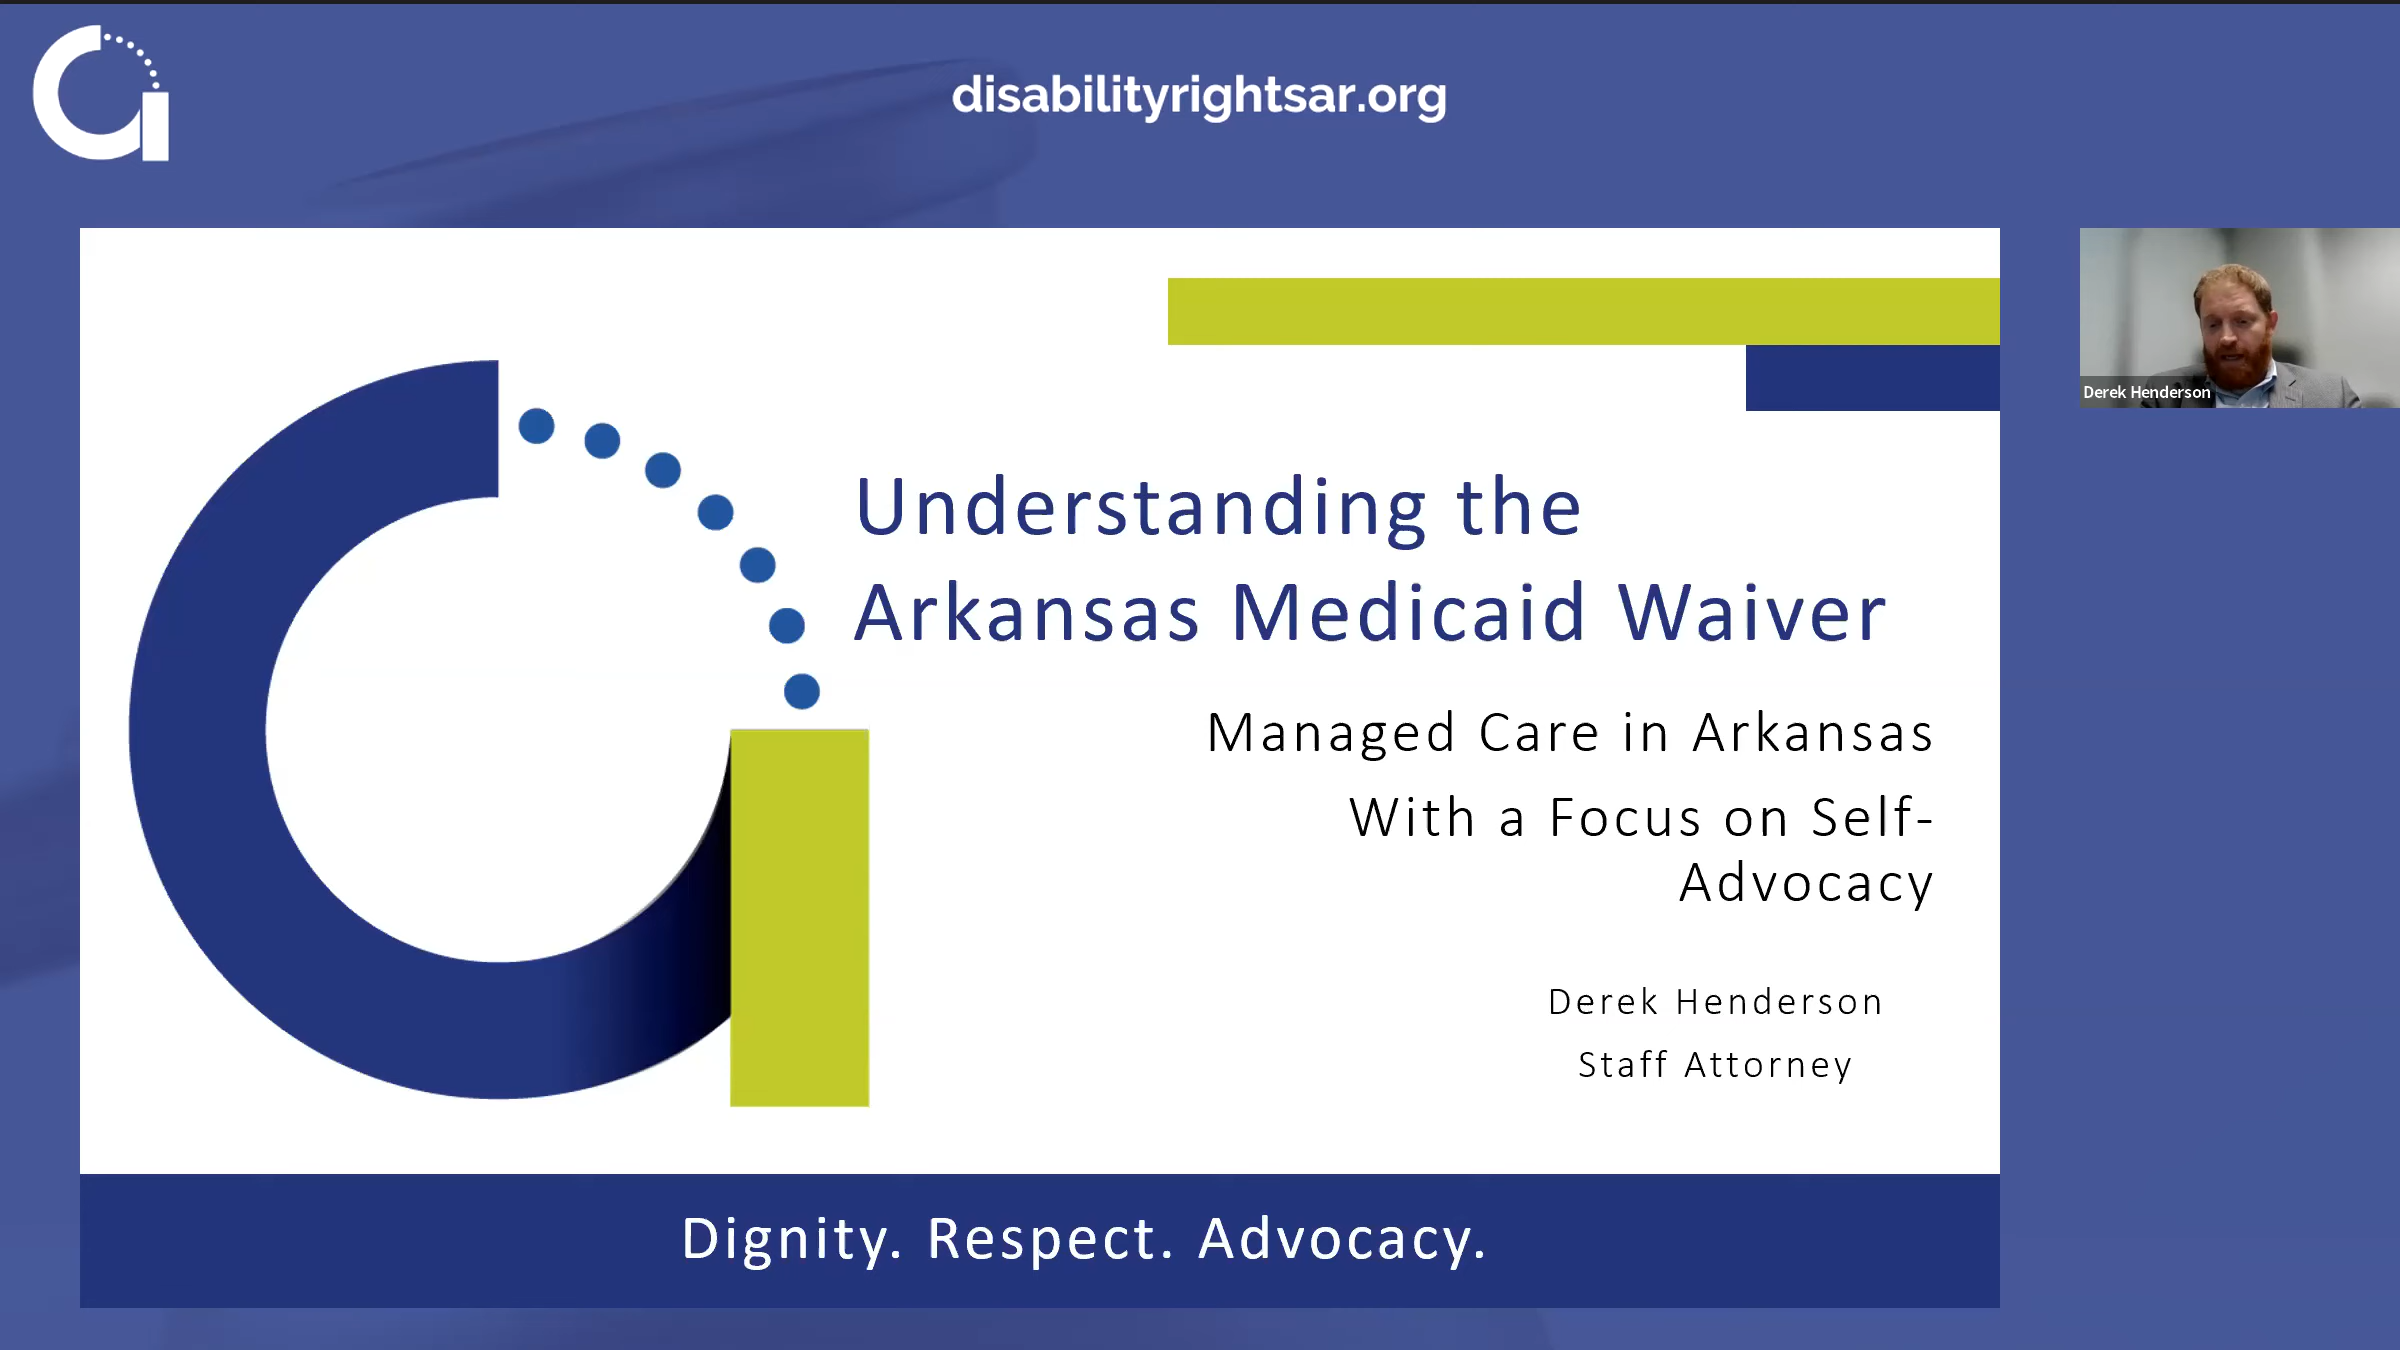 disabilityrightsar.org
Understanding the
Arkansas Medicaid Waiver
Managed Care in Arkansas
With a Focus on Self-
Advocacy
Derek Henderson
Staff Attorney
Dignity. Respect. Advocacy.
Derek Henderson